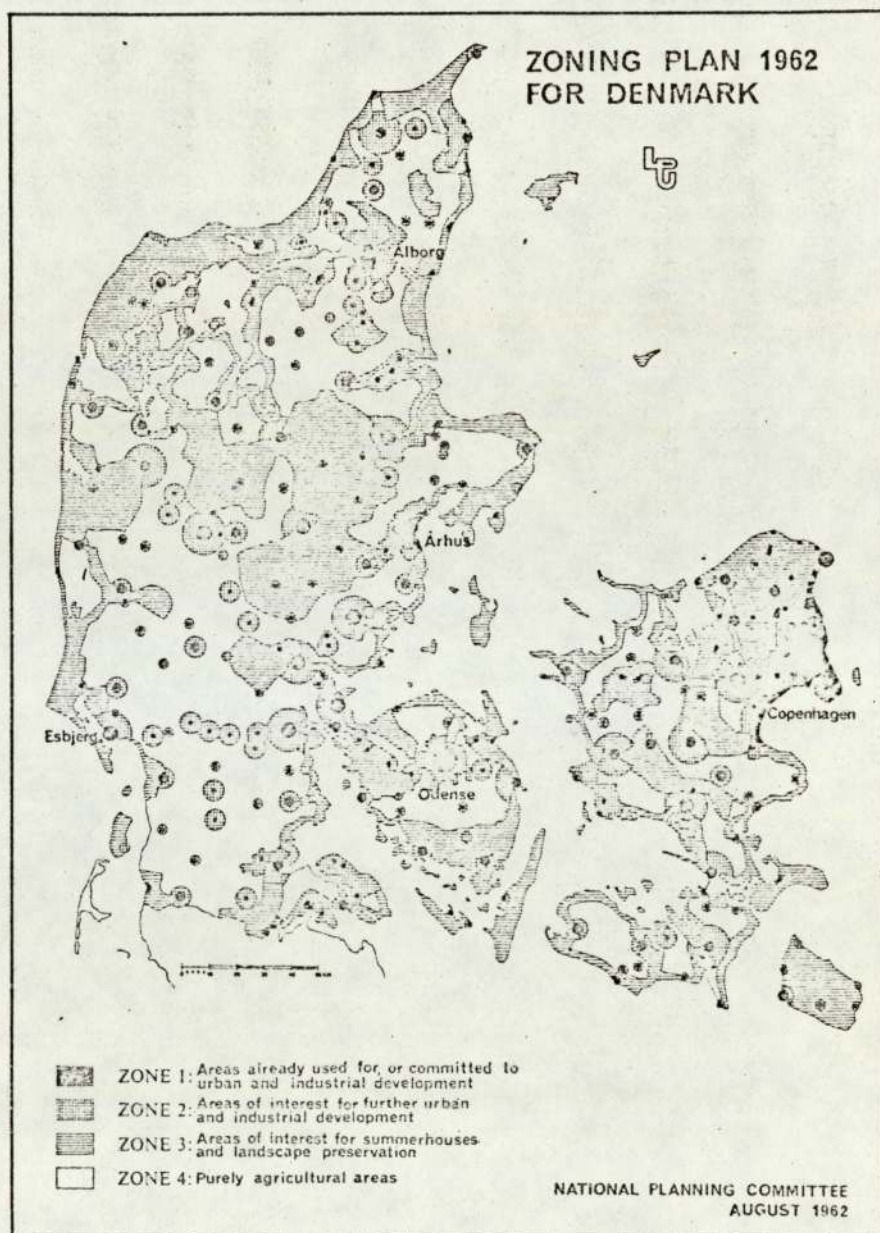 ZONING PLAN 1962
FOR DENMARK
LPU
Alborg
Århus
Copenhagen
Esbjerg
Odense
ZONE 1: Areas already used for, or committed to
urban and industrial development
ZONE 2: Areas of interest for further urban
and industrial development
ZONE 3: Areas of interest for summerhouses
and landscape preservation
ZONE 4: Purely agricultural areas
NATIONAL PLANNING COMMITTEE
AUGUST 1962